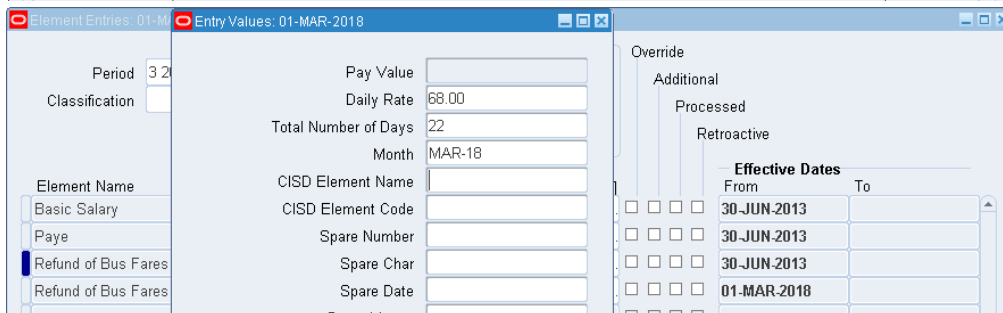 Element Entries: 01-M
Entry Values: 01-MAR-2018
Period 3 2
Classification
Pay Value
Daily Rate 68.00
Total Number of Days 22
Month MAR-18
CISD Element Name
CISD Element Code
Spare Number
Spare Char
Spare Date
Override
Additional
Processed
Retroactive
Effective Dates
Element Name From To
Basic Salary 30-JUN-2013
Paye 30-JUN-2013
Refund of Bus Fares 30-JUN-2013
Refund of Bus Fares 01-MAR-2018